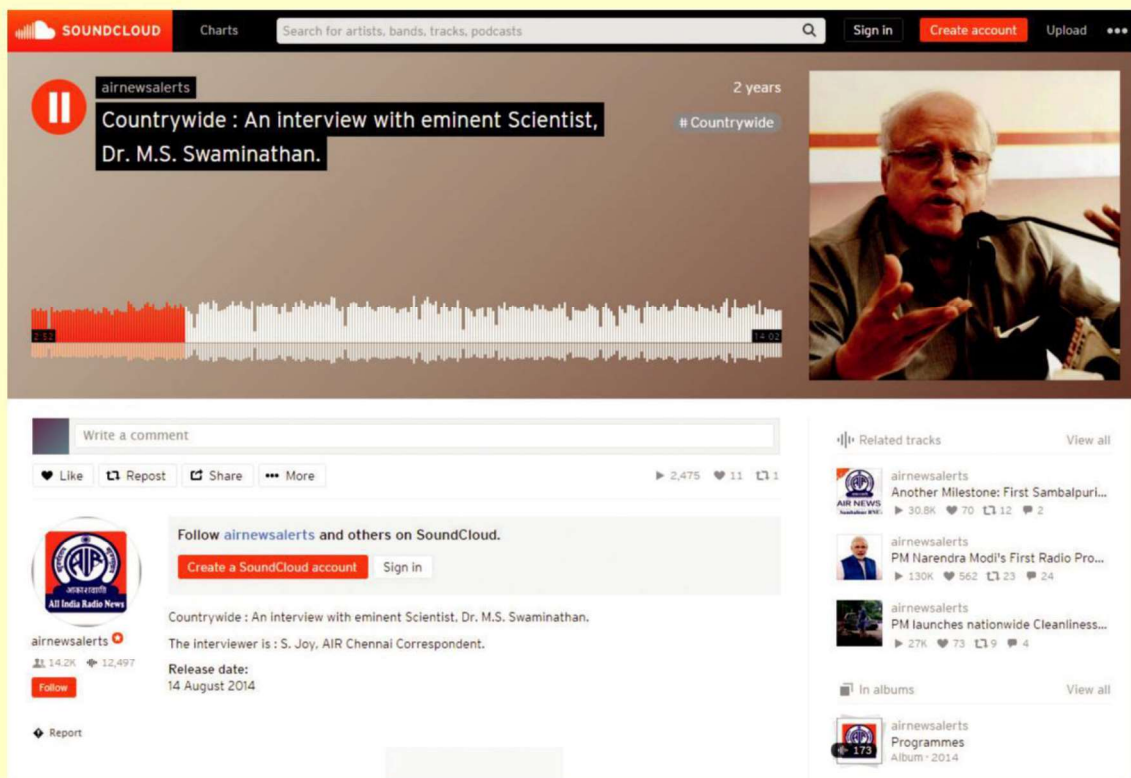 SOUNDCLOUD Charts Search for artists, bands, tracks, podcasts Sign in Create account Upload
airnewsalerts
2 years
Countrywide : An interview with eminent Scientist,
Dr. M.S. Swaminathan.
# Countrywide
2:52
14:02
Write a comment
Like Repost Share More
2,475 11 1
Follow airnewsalerts and others on SoundCloud.
Create a SoundCloud account Sign in
AIR
आकाशवाणी
All India Radio News
airnewsalerts
14.2K 12,497
Follow
Countrywide : An interview with eminent Scientist, Dr. M.S. Swaminathan.
The interviewer is : S. Joy, AIR Chennai Correspondent.
Release date:
14 August 2014
Report
Related tracks View all
AIR NEWS
airnewsalerts
Another Milestone: First Sambalpuri...
30.8K 70 12 2
airnewsalerts
PM Narendra Modi's First Radio Pro...
130K 562 23 24
airnewsalerts
PM launches nationwide Cleanliness...
27K 73 9 4
In albums View all
173
airnewsalerts
Programmes
Album - 2014